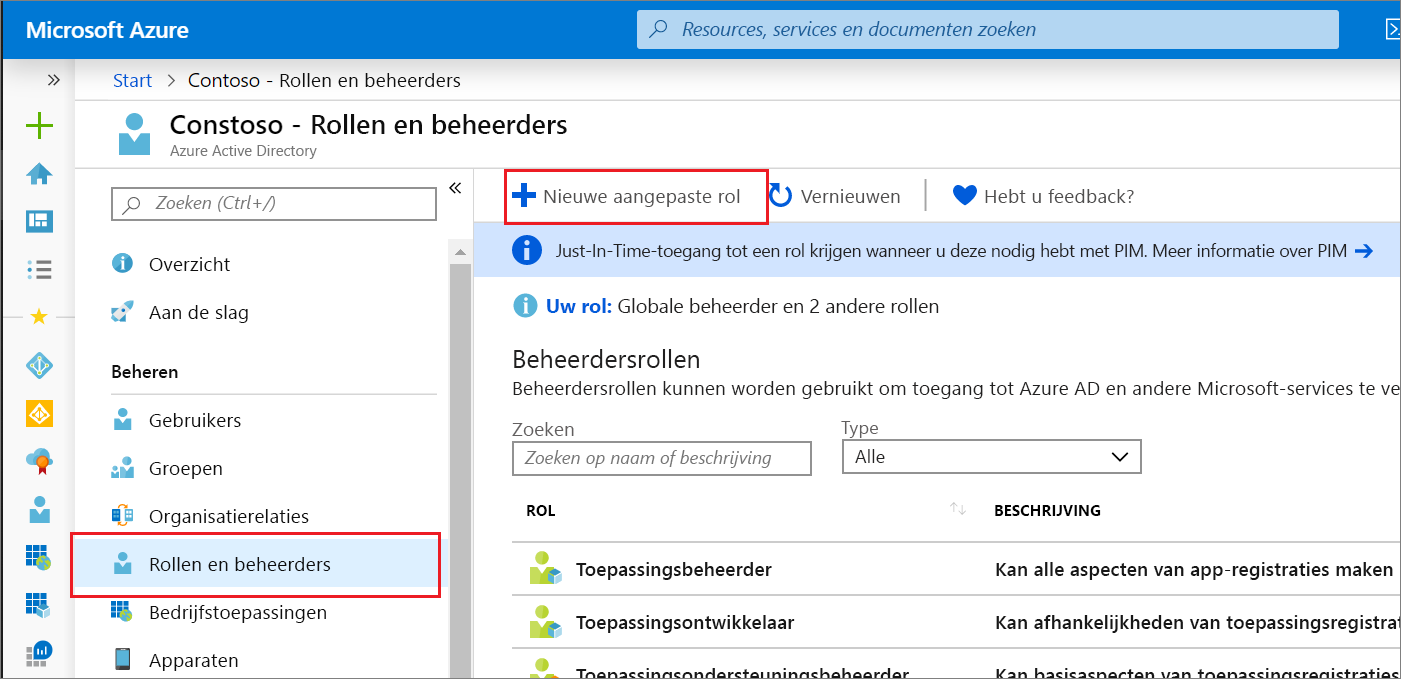 Microsoft Azure
Resources, services en documenten zoeken
Start > Contoso - Rollen en beheerders
Constoso - Rollen en beheerders
Azure Active Directory
Zoeken (Ctrl+/)
Overzicht
Aan de slag
Beheren
Gebruikers
Groepen
Organisatierelaties
Rollen en beheerders
Bedrijfstoepassingen
Apparaten
Nieuwe aangepaste rol
Vernieuwen
Hebt u feedback?
Just-In-Time-toegang tot een rol krijgen wanneer u deze nodig hebt met PIM. Meer informatie over PIM →
Uw rol: Globale beheerder en 2 andere rollen
Beheerdersrollen
Beheerdersrollen kunnen worden gebruikt om toegang tot Azure AD en andere Microsoft-services te ve
Zoeken
Type
Zoeken op naam of beschrijving
Alle
ROL
BESCHRIJVING
Toepassingsbeheerder
Kan alle aspecten van app-registraties maken
Toepassingsontwikkelaar
Kan afhankelijkheden van toepassingsregistrat
Toepassingsondersteuningsbeheerder
Kan basisaspecten van toepassingsregistraties